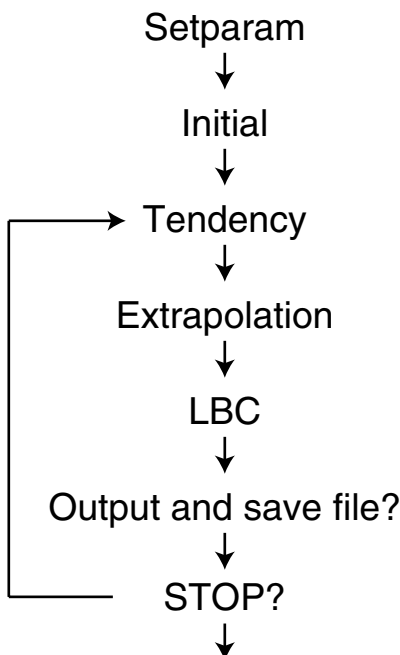 Setparam
Initial
Tendency
Extrapolation
LBC
Output and save file?
STOP?